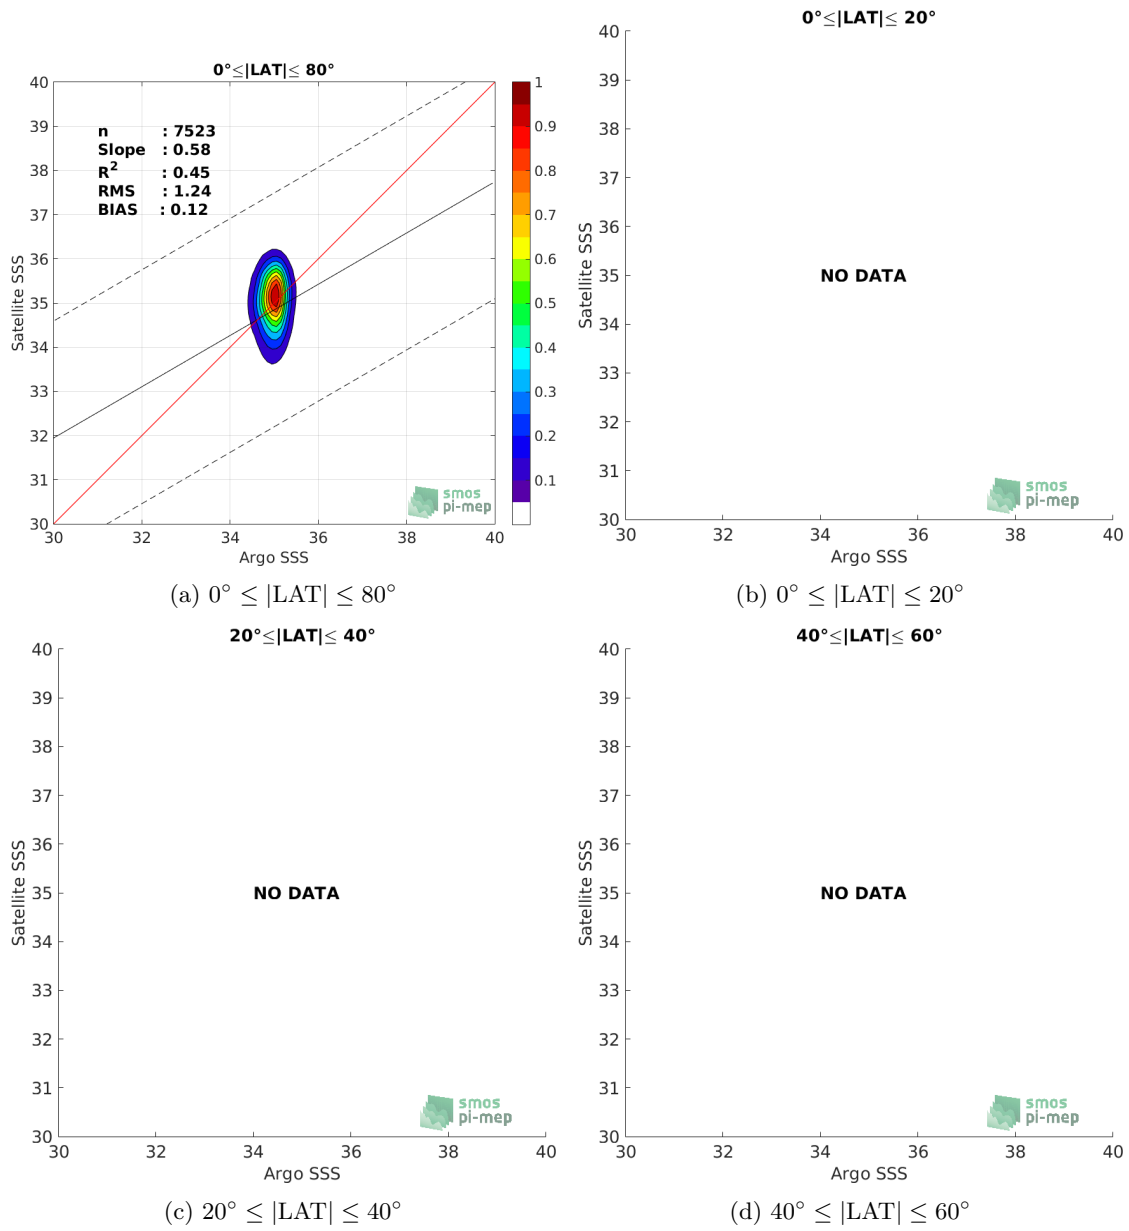 0°≤|LAT|≤ 80°
40
39
38
37
36
35
34
33
32
31
30
Satellite SSS
n : 7523
Slope : 0.58
R² : 0.45
RMS : 1.24
BIAS : 0.12
smos
pi-mep
30 32 34 36 38 40
Argo SSS
1
0.9
0.8
0.7
0.6
0.5
0.4
0.3
0.2
0.1
(a) 0° ≤ |LAT| ≤ 80°
0°≤|LAT|≤ 20°
40
39
38
37
36
35
34
33
32
31
30
Satellite SSS
NO DATA
smos
pi-mep
30 32 34 36 38 40
Argo SSS
(b) 0° ≤ |LAT| ≤ 20°
20°≤|LAT|≤ 40°
40
39
38
37
36
35
34
33
32
31
30
Satellite SSS
NO DATA
smos
pi-mep
30 32 34 36 38 40
Argo SSS
(c) 20° ≤ |LAT| ≤ 40°
40°≤|LAT|≤ 60°
40
39
38
37
36
35
34
33
32
31
30
Satellite SSS
NO DATA
smos
pi-mep
30 32 34 36 38 40
Argo SSS
(d) 40° ≤ |LAT| ≤ 60°